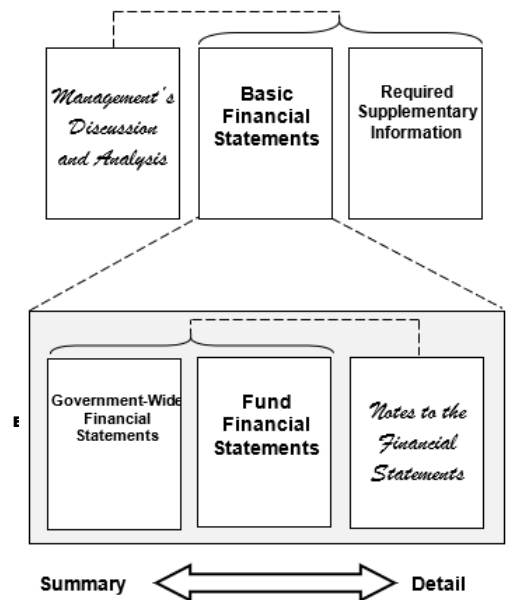 Management's
Discussion
and Analysis
Basic
Financial
Statements
Required
Supplementary
Information
Government-Wide
Financial
Statements
Fund
Financial
Statements
Notes to the
Financial
Statements
Summary
Detail